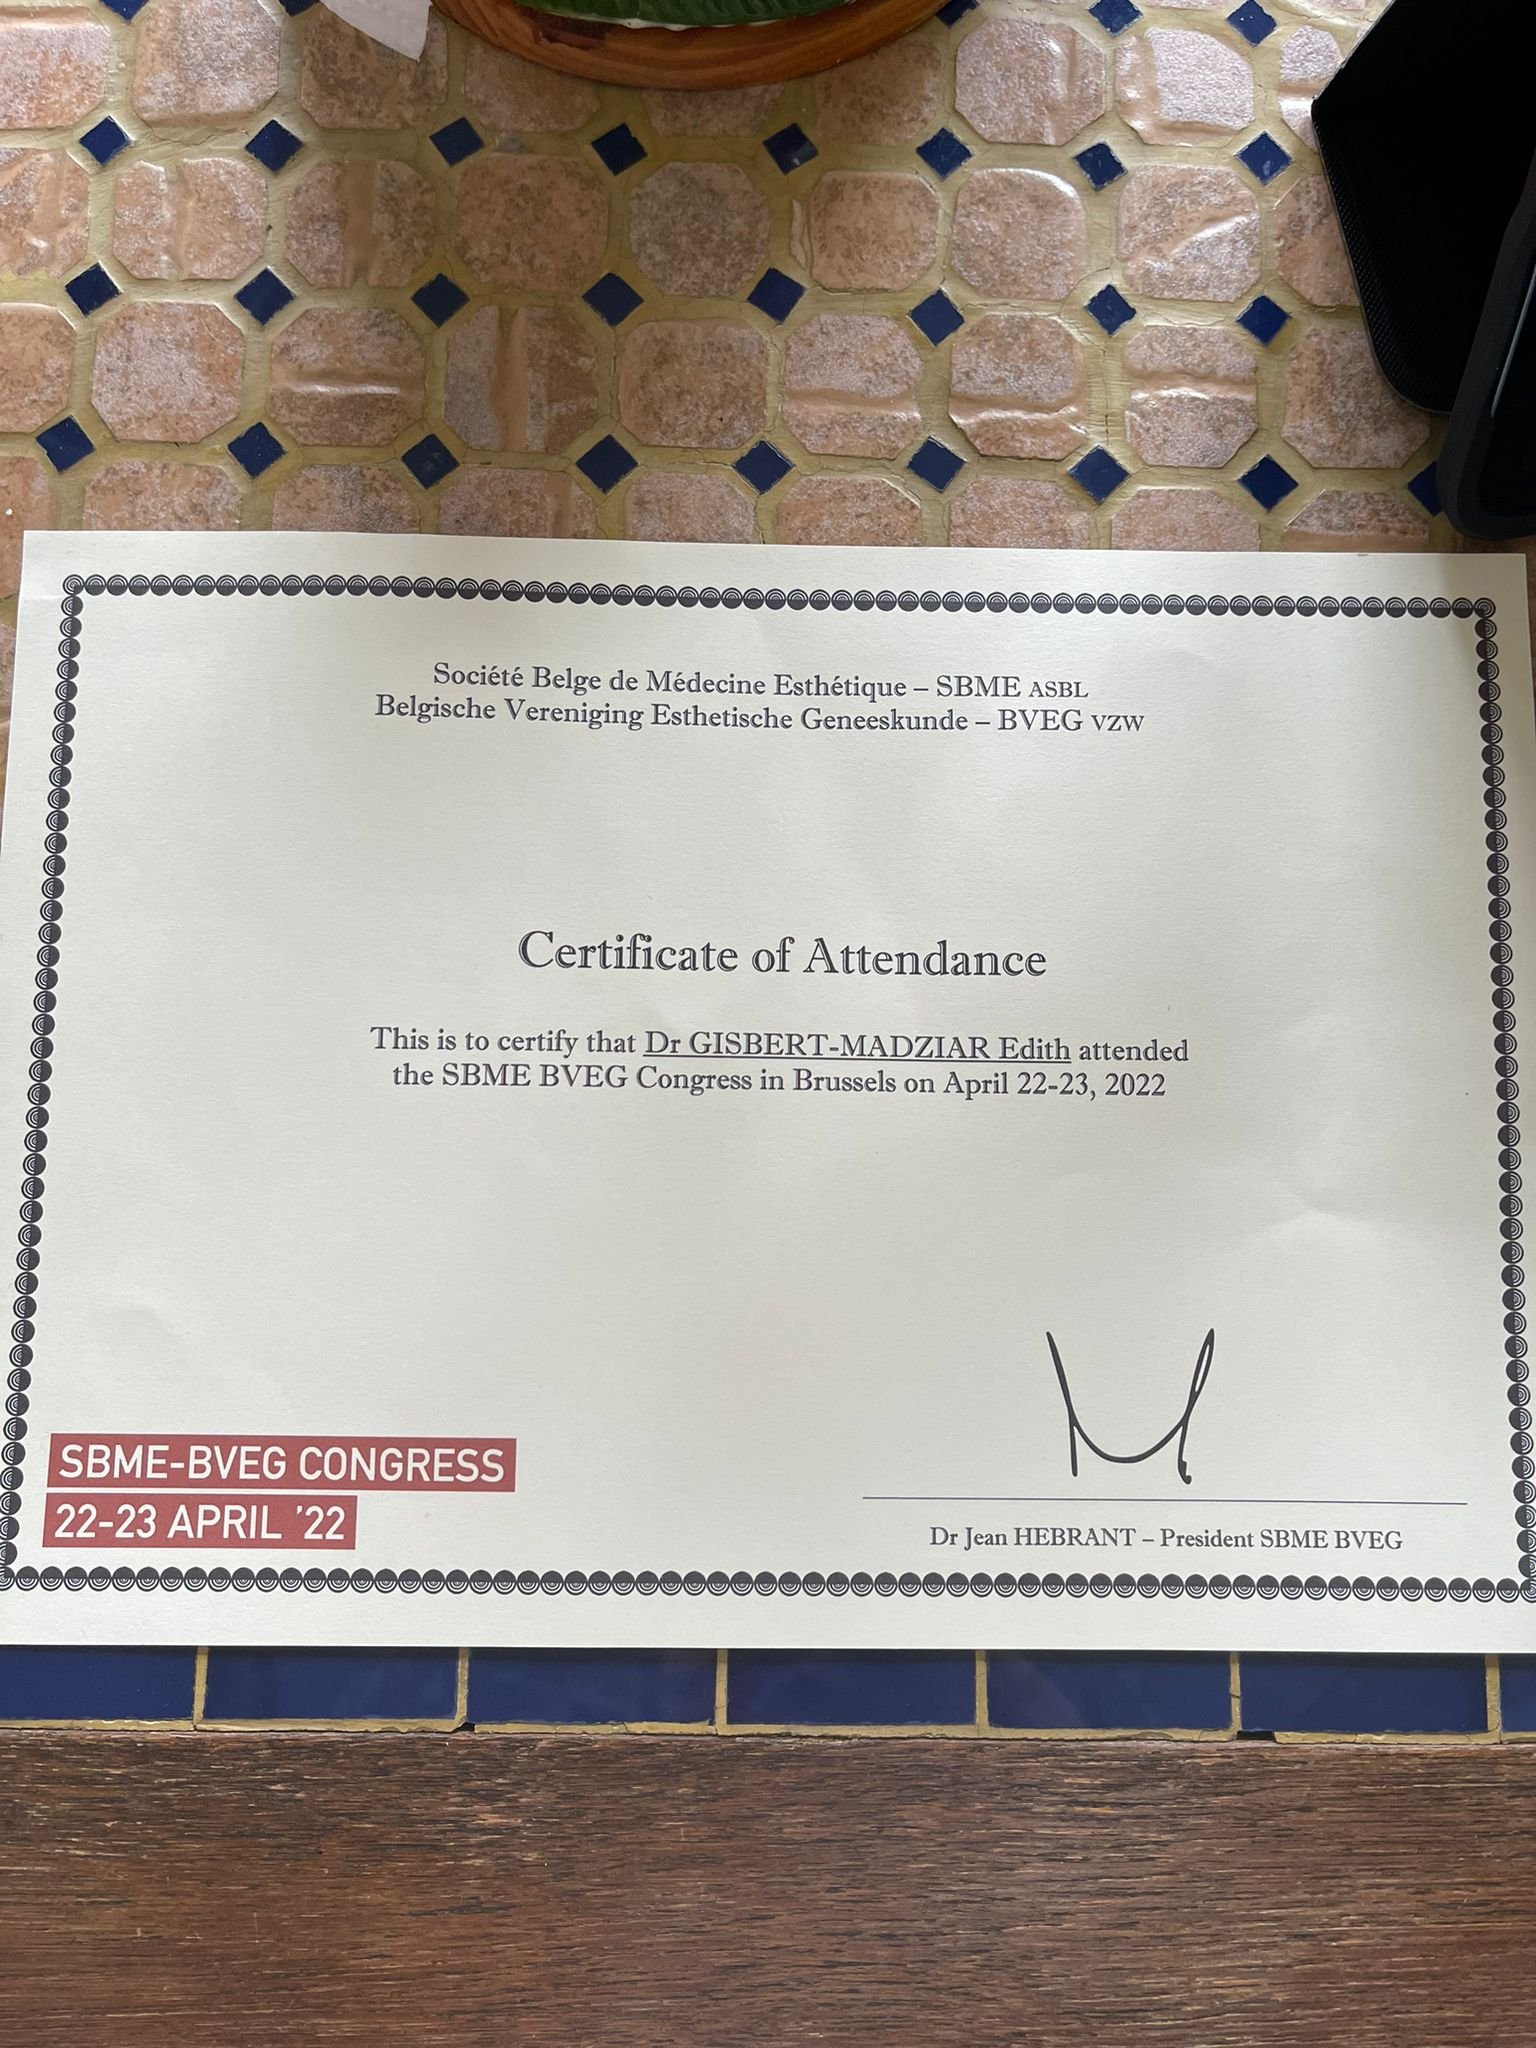 Société Belge de Médecine Esthétique – SBME ASBL
Belgische Vereniging Esthetische Geneeskunde – BVEG VZW
Certificate of Attendance
This is to certify that Dr GISBERT-MADZIAR Edith attended
the SBME BVEG Congress in Brussels on April 22-23, 2022
SBME-BVEG CONGRESS
22-23 APRIL '22
Dr Jean HEBRANT – President SBME BVEG